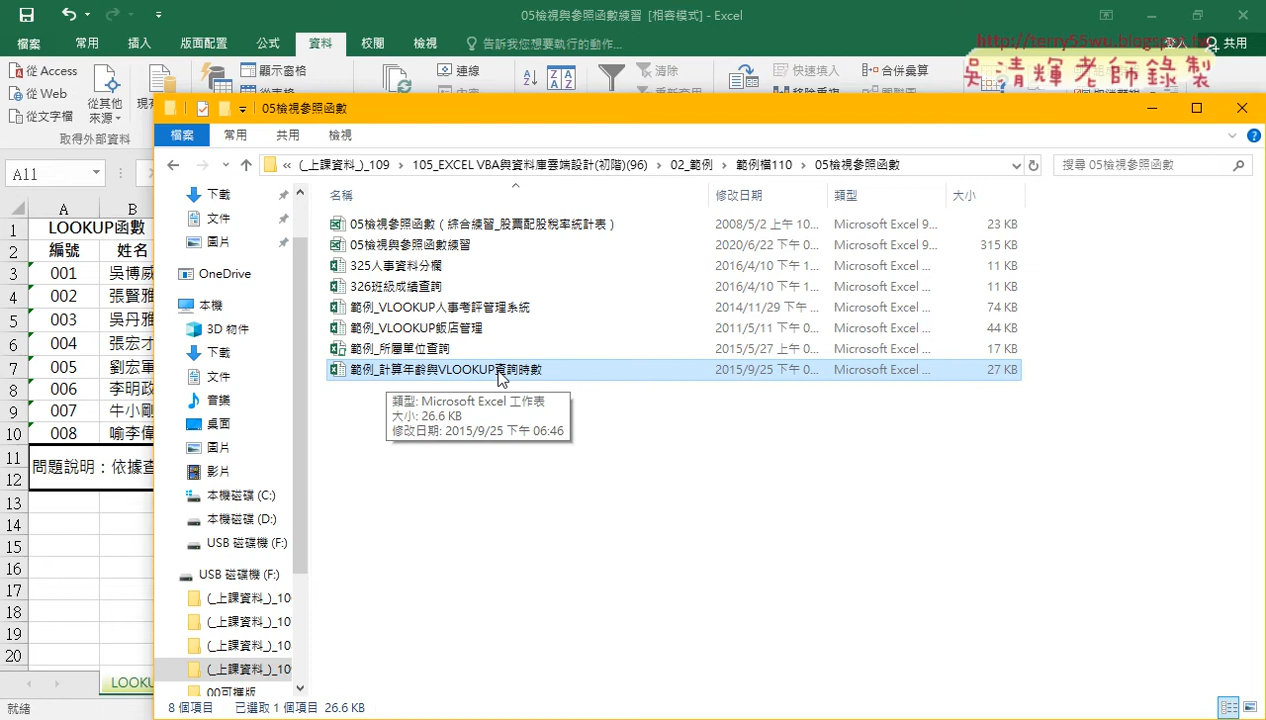 05檢視與參照函數練習 [相容模式] - Excel
http://terry55wu.blogspot.tw
吳清輝老師錄製
檔案 常用 插入 版面配置 公式 資料 校閱 檢視 告訴我您想要執行的動作... 登入 共用
從 Access
從 Web
從文字檔
從其他
來源
取得外部資料
顯示窗格
連線
清除
快速填入
合併彙算
05檢視參照函數
檔案 常用 共用 檢視
« (_上課資料_)_109 › 105_EXCEL VBA與資料庫雲端設計(初階)(96) › 02_範例 › 範例檔110 › 05檢視參照函數
搜尋 05檢視參照函數
A11
A B
1 LOOKUP函數
2 編號 姓名
3 001 吳博威
4 002 張賢雅
5 003 吳丹雅
6 004 張宏才
7 005 劉宏軍
8 006 李明政
9 007 牛小剛
10 008 喻李偉
11
問題說明：依據查
12
13
14
15
16
17
18
19
20
LOOKU
就緒
下載
文件
圖片
OneDrive
本機
3D 物件
下載
文件
音樂
桌面
圖片
影片
本機磁碟 (C:)
本機磁碟 (D:)
USB 磁碟機 (F:)
USB 磁碟機 (F:)
(_上課資料_)_10
(_上課資料_)_10
(_上課資料_)_10
(_上課資料_)_10
00可攜版
名稱 修改日期 類型 大小
05檢視參照函數（綜合練習_股票配股稅率統計表） 2008/5/2 上午 10... Microsoft Excel 9... 23 KB
05檢視與參照函數練習 2020/6/22 下午 0... Microsoft Excel 9... 315 KB
325人事資料分欄 2016/4/10 下午 1... Microsoft Excel ... 11 KB
326班級成績查詢 2016/4/10 下午 1... Microsoft Excel ... 11 KB
範例_VLOOKUP人事考評管理系統 2014/11/29 下午 ... Microsoft Excel ... 74 KB
範例_VLOOKUP飯店管理 2011/5/11 下午 0... Microsoft Excel ... 44 KB
範例_所屬單位查詢 2015/5/27 上午 0... Microsoft Excel ... 17 KB
範例_計算年齡與VLOOKUP查詢時數 2015/9/25 下午 0... Microsoft Excel ... 27 KB
類型: Microsoft Excel 工作表
大小: 26.6 KB
修改日期: 2015/9/25 下午 06:46
8 個項目 已選取 1 個項目 26.6 KB